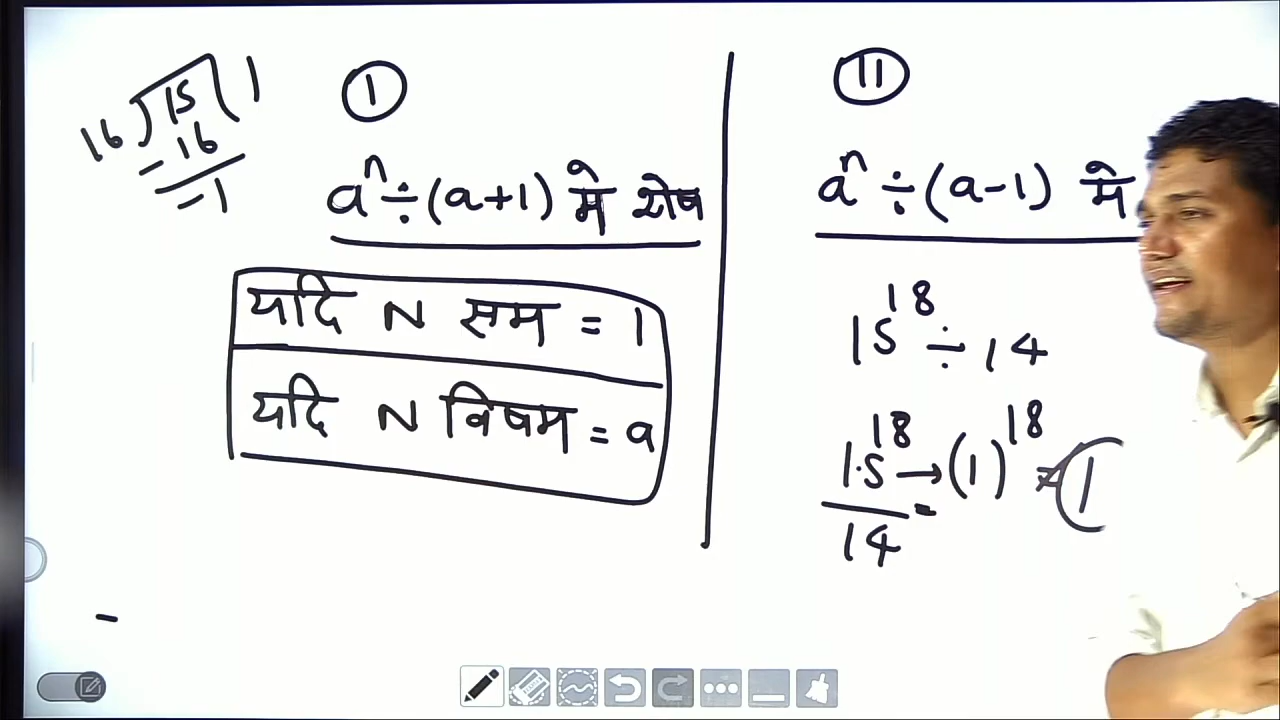 16)15(1
-16
-1
①
aⁿ÷(a+1) मे शेष
यदि N सम = 1
यदि N विषम = a
⑪
aⁿ÷(a-1) मे
15¹⁸÷14
15¹⁸/14 = →(1)¹⁸ 1